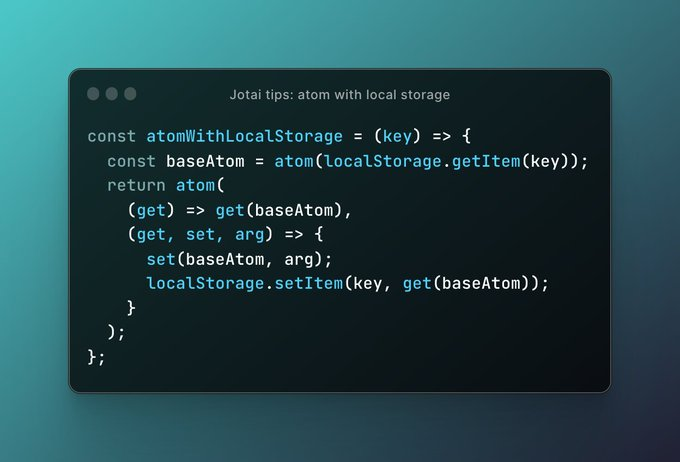 Jotai tips: atom with local storage
const atomWithLocalStorage = (key) => {
  const baseAtom = atom(localStorage.getItem(key));
  return atom(
    (get) => get(baseAtom),
    (get, set, arg) => {
      set(baseAtom, arg);
      localStorage.setItem(key, get(baseAtom));
    }
  );
};